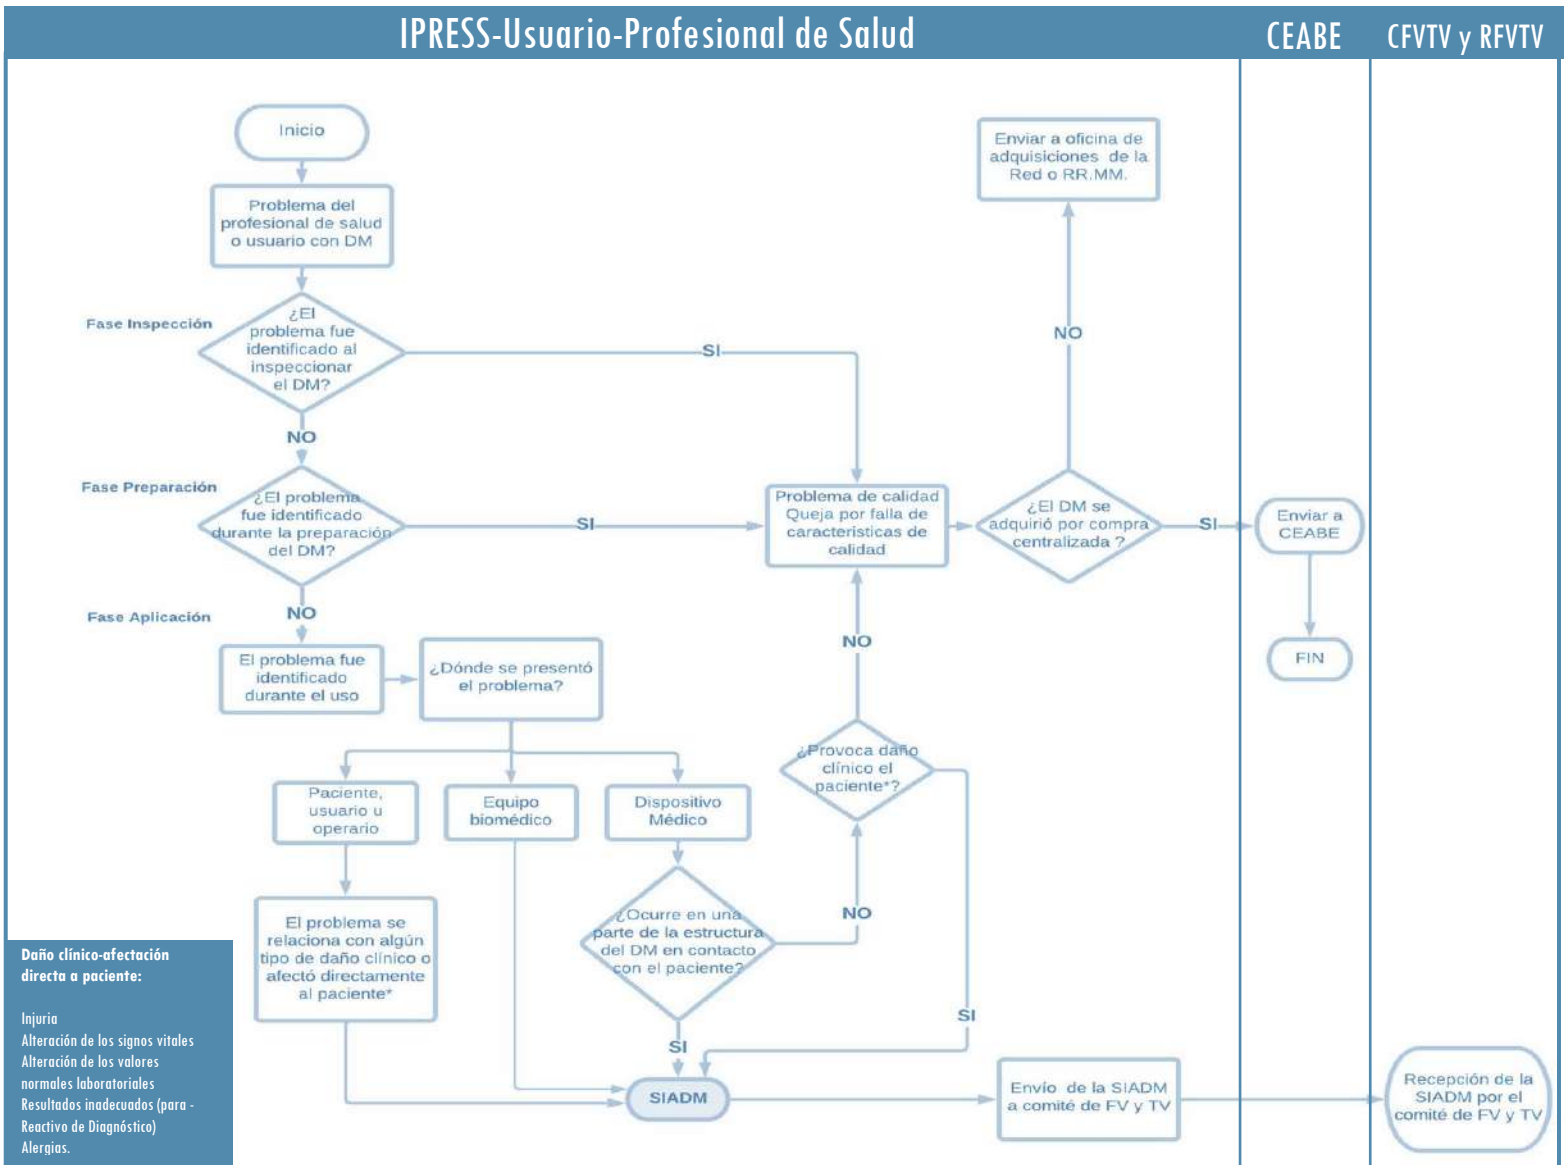 IPRESS-Usuario-Profesional de Salud
CEABE
CFVTV y RFVTV
Inicio
Problema del
profesional de salud
o usuario con DM
Fase Inspección
¿El
problema fue
identificado al
inspeccionar
el DM?
SI
NO
Fase Preparación
¿El problema
fue identificado
durante la preparación
del DM?
SI
NO
Problema de calidad
Queja por falla de
caracteristicas de
calidad
¿El DM se
adquirió por compra
centralizada ?
NO
Enviar a oficina de
adquisiciones de la
Red o RR.MM.
SI
Enviar a
CEABE
FIN
Fase Aplicación
El problema fue
identificado
durante el uso
¿Dónde se presentó
el problema?
Paciente,
usuario u
operario
Equipo
biomédico
Dispositivo
Médico
El problema se
relaciona con algún
tipo de daño clínico o
afectó directamente
al paciente*
¿Ocurre en una
parte de la estructura
del DM en contacto
con el paciente?
NO
SI
¿Provoca daño
clínico el
paciente*?
NO
SI
SIADM
Envío de la SIADM
a comité de FV y TV
Recepción de la
SIADM por el
comité de FV y TV
Daño clínico-afectación
directa a paciente:
Injuria
Alteración de los signos vitales
Alteración de los valores
normales laboratoriales
Resultados inadecuados (para -
Reactivo de Diagnóstico)
Alergias.